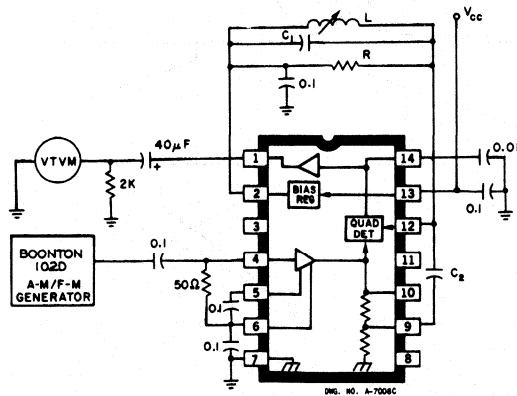 L
VCC
C1
R
0.1
VTVM
40µF
+
2K
1
14
0.01
BIAS REG
2
13
0.1
3
QUAD DET
12
BOONTON
102D
A-M/F-M
GENERATOR
0.1
4
11
50Ω
5
10
C2
0.1
6
9
0.1
7
8
DWG. NO. A-7006C